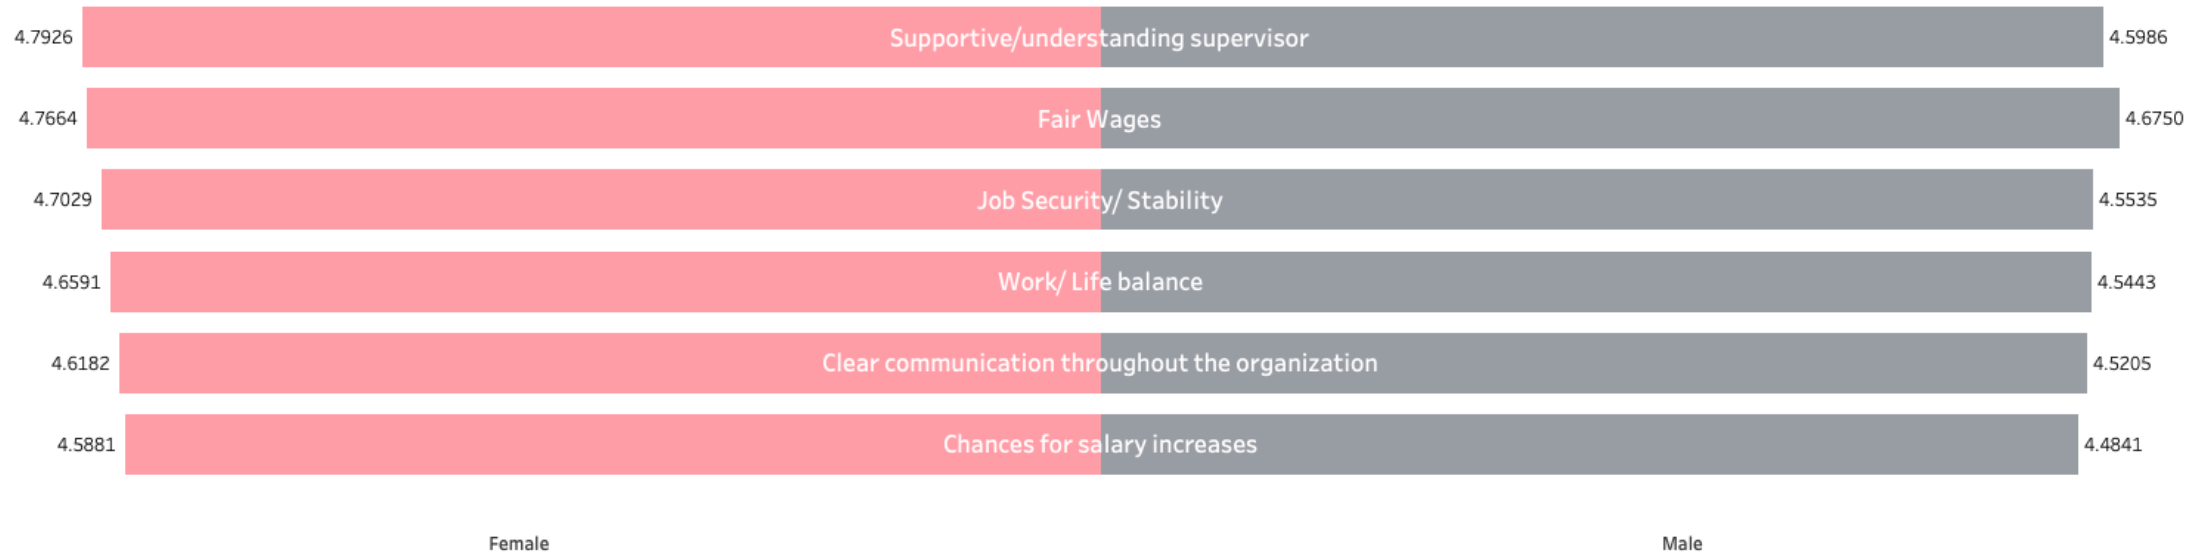 4.7926 Supportive/understanding supervisor 4.5986
4.7664 Fair Wages 4.6750
4.7029 Job Security/ Stability 4.5535
4.6591 Work/ Life balance 4.5443
4.6182 Clear communication throughout the organization 4.5205
4.5881 Chances for salary increases 4.4841
Female Male